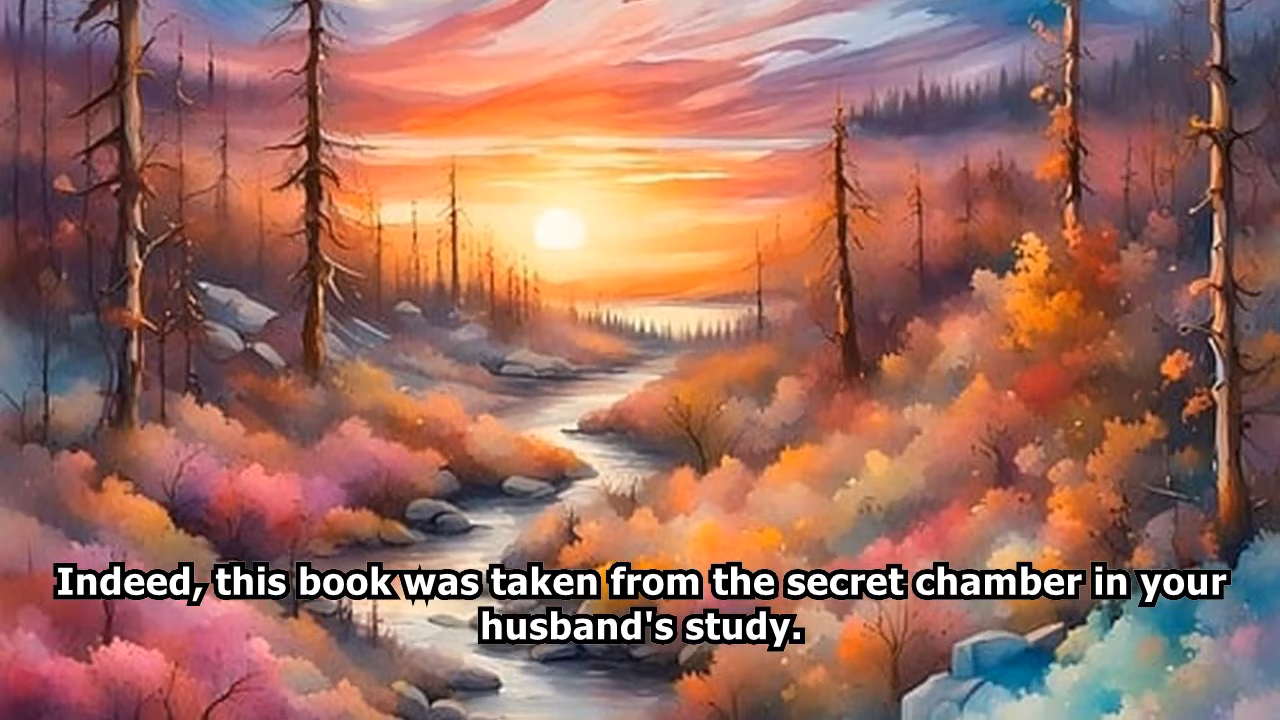 Indeed, this book was taken from the secret chamber in your
husband's study.